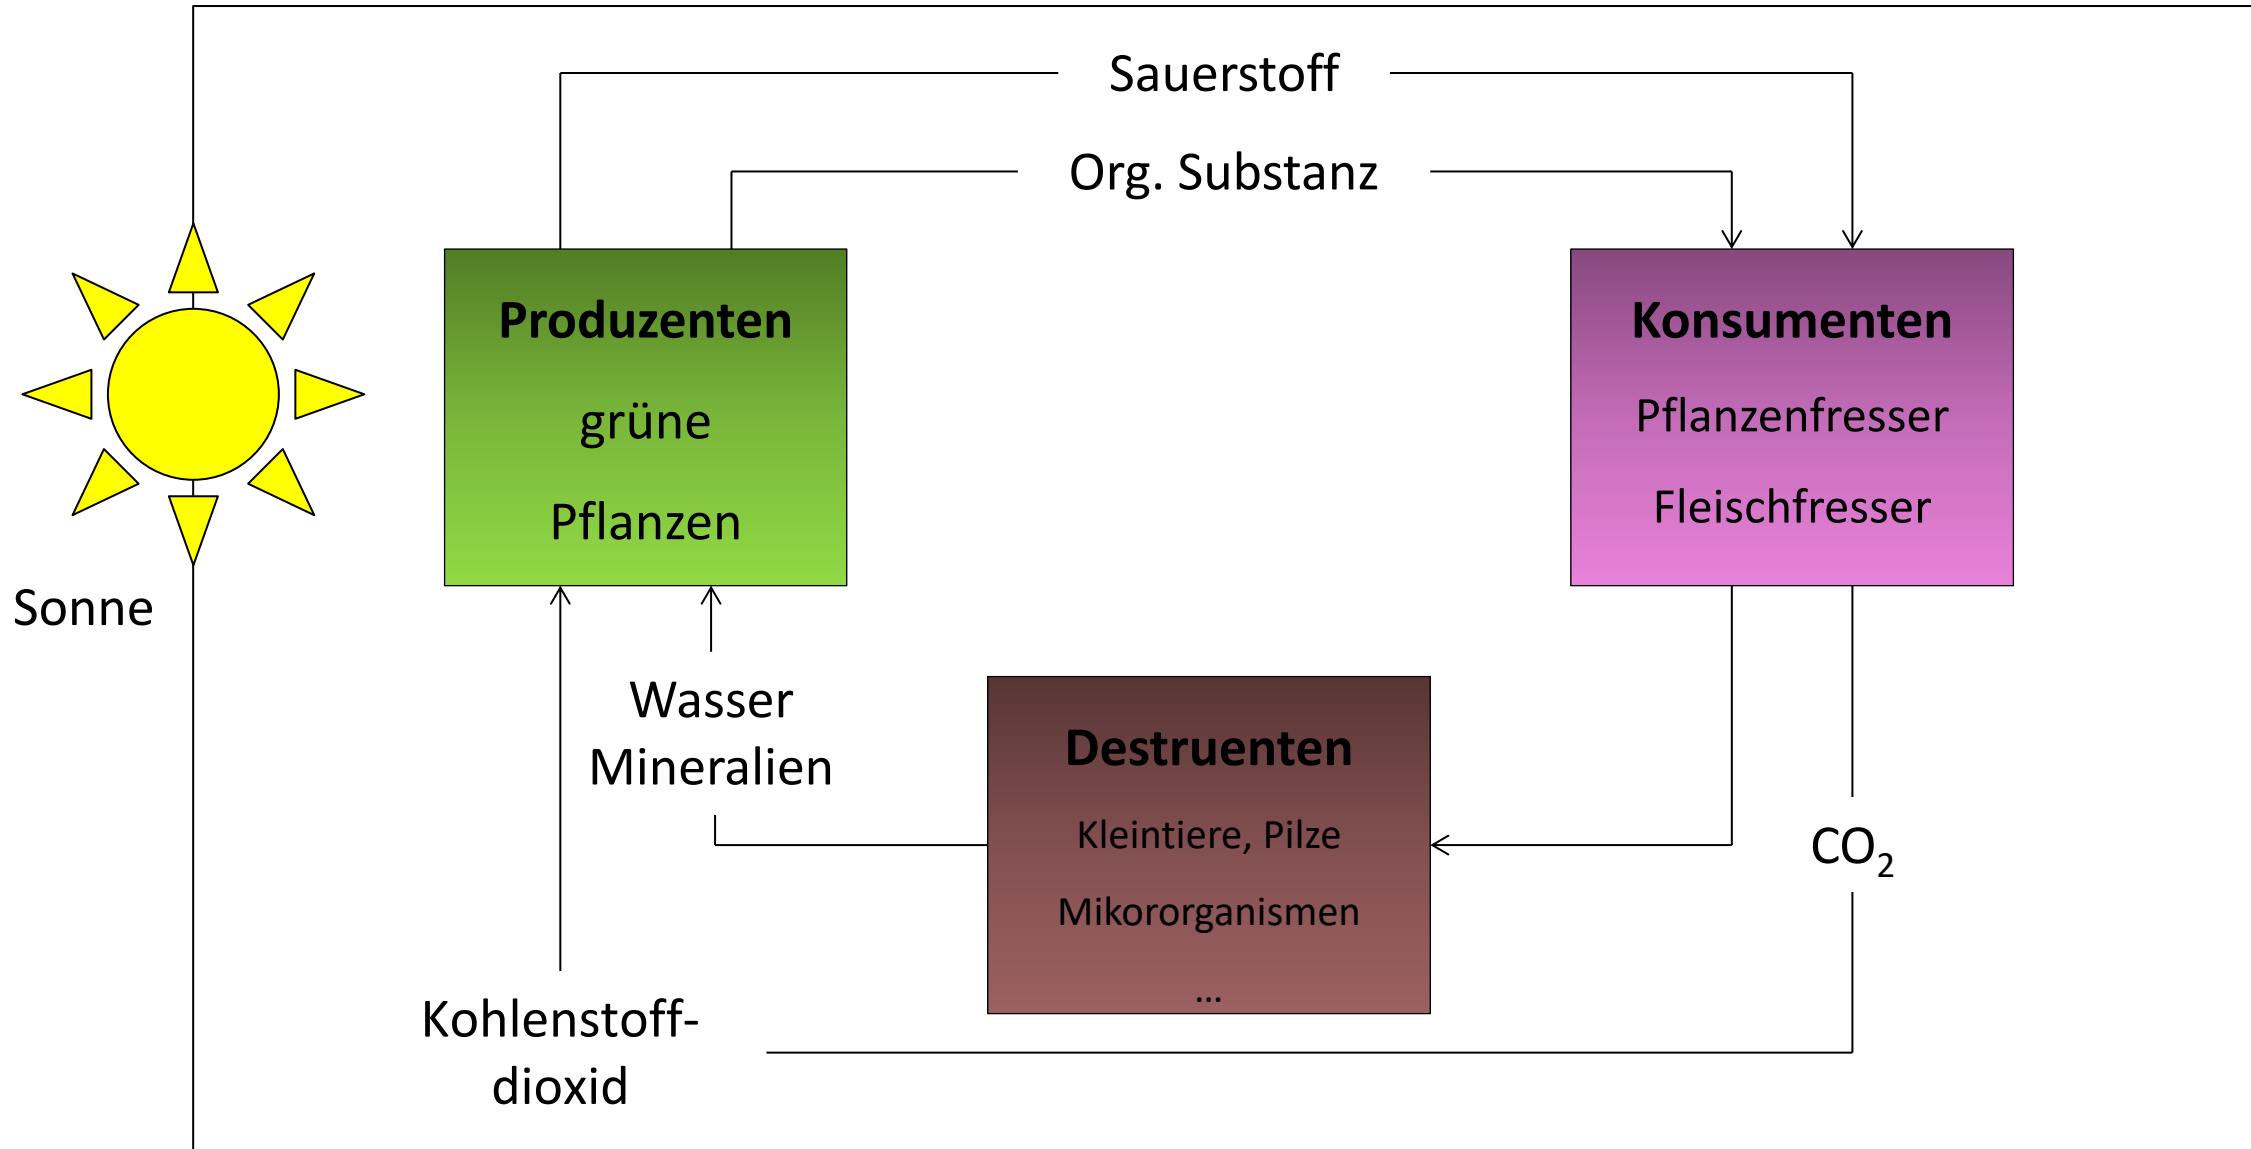 Sauerstoff
Org. Substanz
Produzenten
grüne
Pflanzen
Konsumenten
Pflanzenfresser
Fleischfresser
Sonne
Wasser
Mineralien
Destruenten
Kleintiere, Pilze
Mikororganismen
...
CO₂
Kohlenstoff-
dioxid